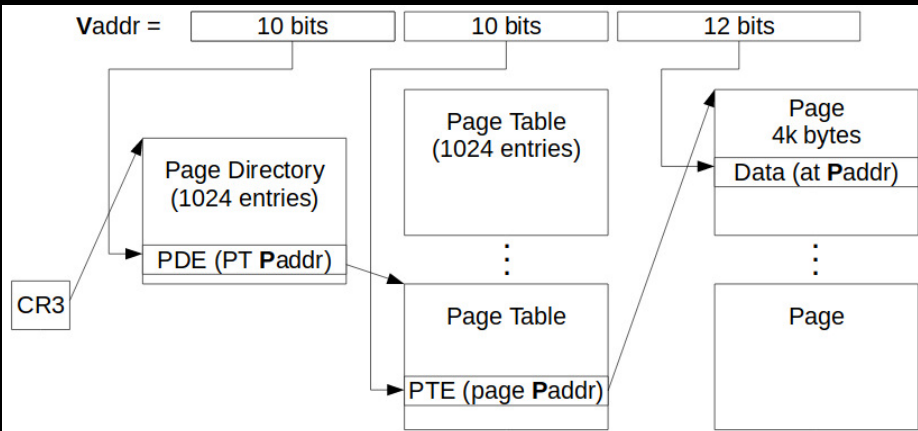 Vaddr =
10 bits
10 bits
12 bits
Page Table
(1024 entries)
Page
4k bytes
Data (at Paddr)
Page Directory
(1024 entries)
PDE (PT Paddr)
⋮
⋮
CR3
Page Table
PTE (page Paddr)
Page